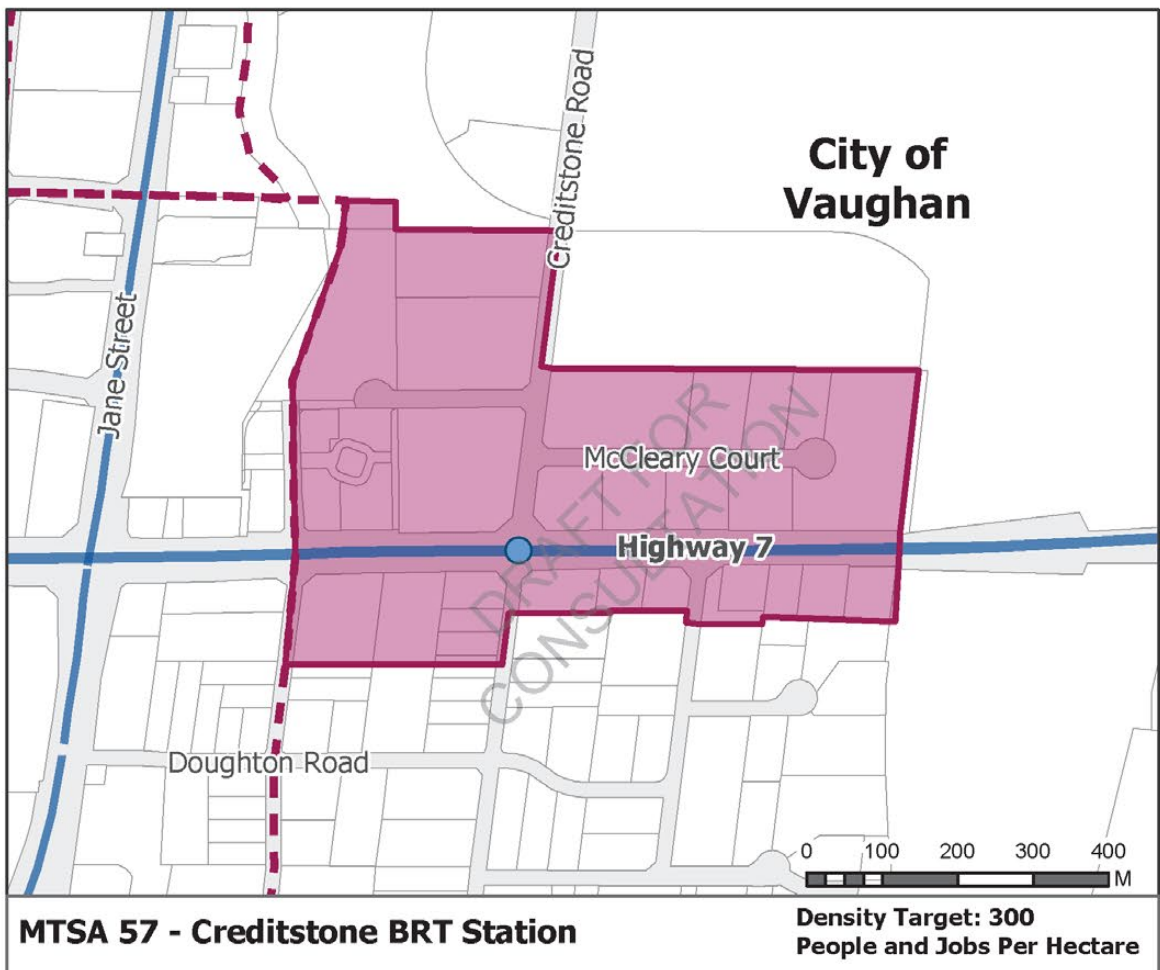 City of
Vaughan
Creditstone Road
Jane Street
McCleary Court
Highway 7
DRAFT FOR
CONSULTATION
Doughton Road
0 100 200 300 400
M
MTSA 57 - Creditstone BRT Station
Density Target: 300
People and Jobs Per Hectare